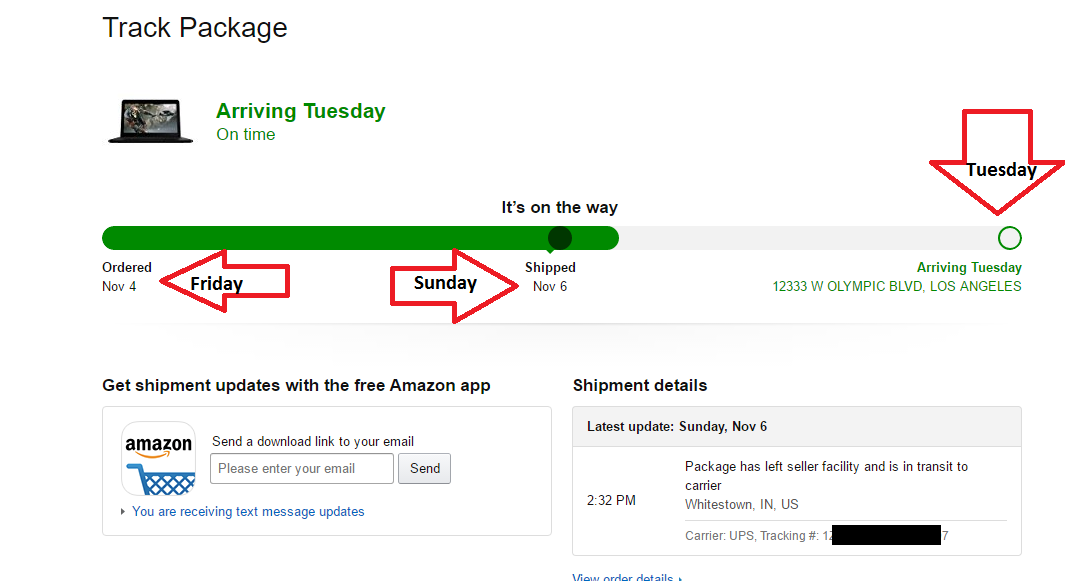 Track Package
Arriving Tuesday
On time
Tuesday
It's on the way
Ordered
Nov 4
Friday
Sunday
Shipped
Nov 6
Arriving Tuesday
12333 W OLYMPIC BLVD, LOS ANGELES
Get shipment updates with the free Amazon app
amazon
Send a download link to your email
Please enter your email
Send
You are receiving text message updates
Shipment details
Latest update: Sunday, Nov 6
2:32 PM
Package has left seller facility and is in transit to
carrier
Whitestown, IN, US
Carrier: UPS, Tracking #: 1Z 7
View order details